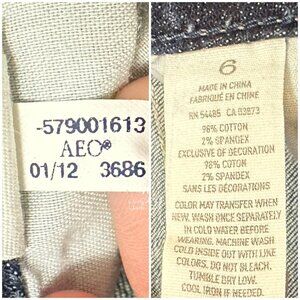 -579001613
AEO®
01/12 3686
6
MADE IN CHINA
FABRIQUÉ EN CHINE
RN 54485 CA 03873
98% COTTON
2% SPANDEX
EXCLUSIVE OF DECORATION
98% COTTON
2% SPANDEX
SANS LES DÉCORATIONS
COLOR MAY TRANSFER WHEN
NEW. WASH ONCE SEPARATELY
IN COLD WATER BEFORE
WEARING. MACHINE WASH
COLD INSIDE OUT WITH LIKE
COLORS. DO NOT BLEACH.
TUMBLE DRY LOW.
COOL IRON IF NEEDED.